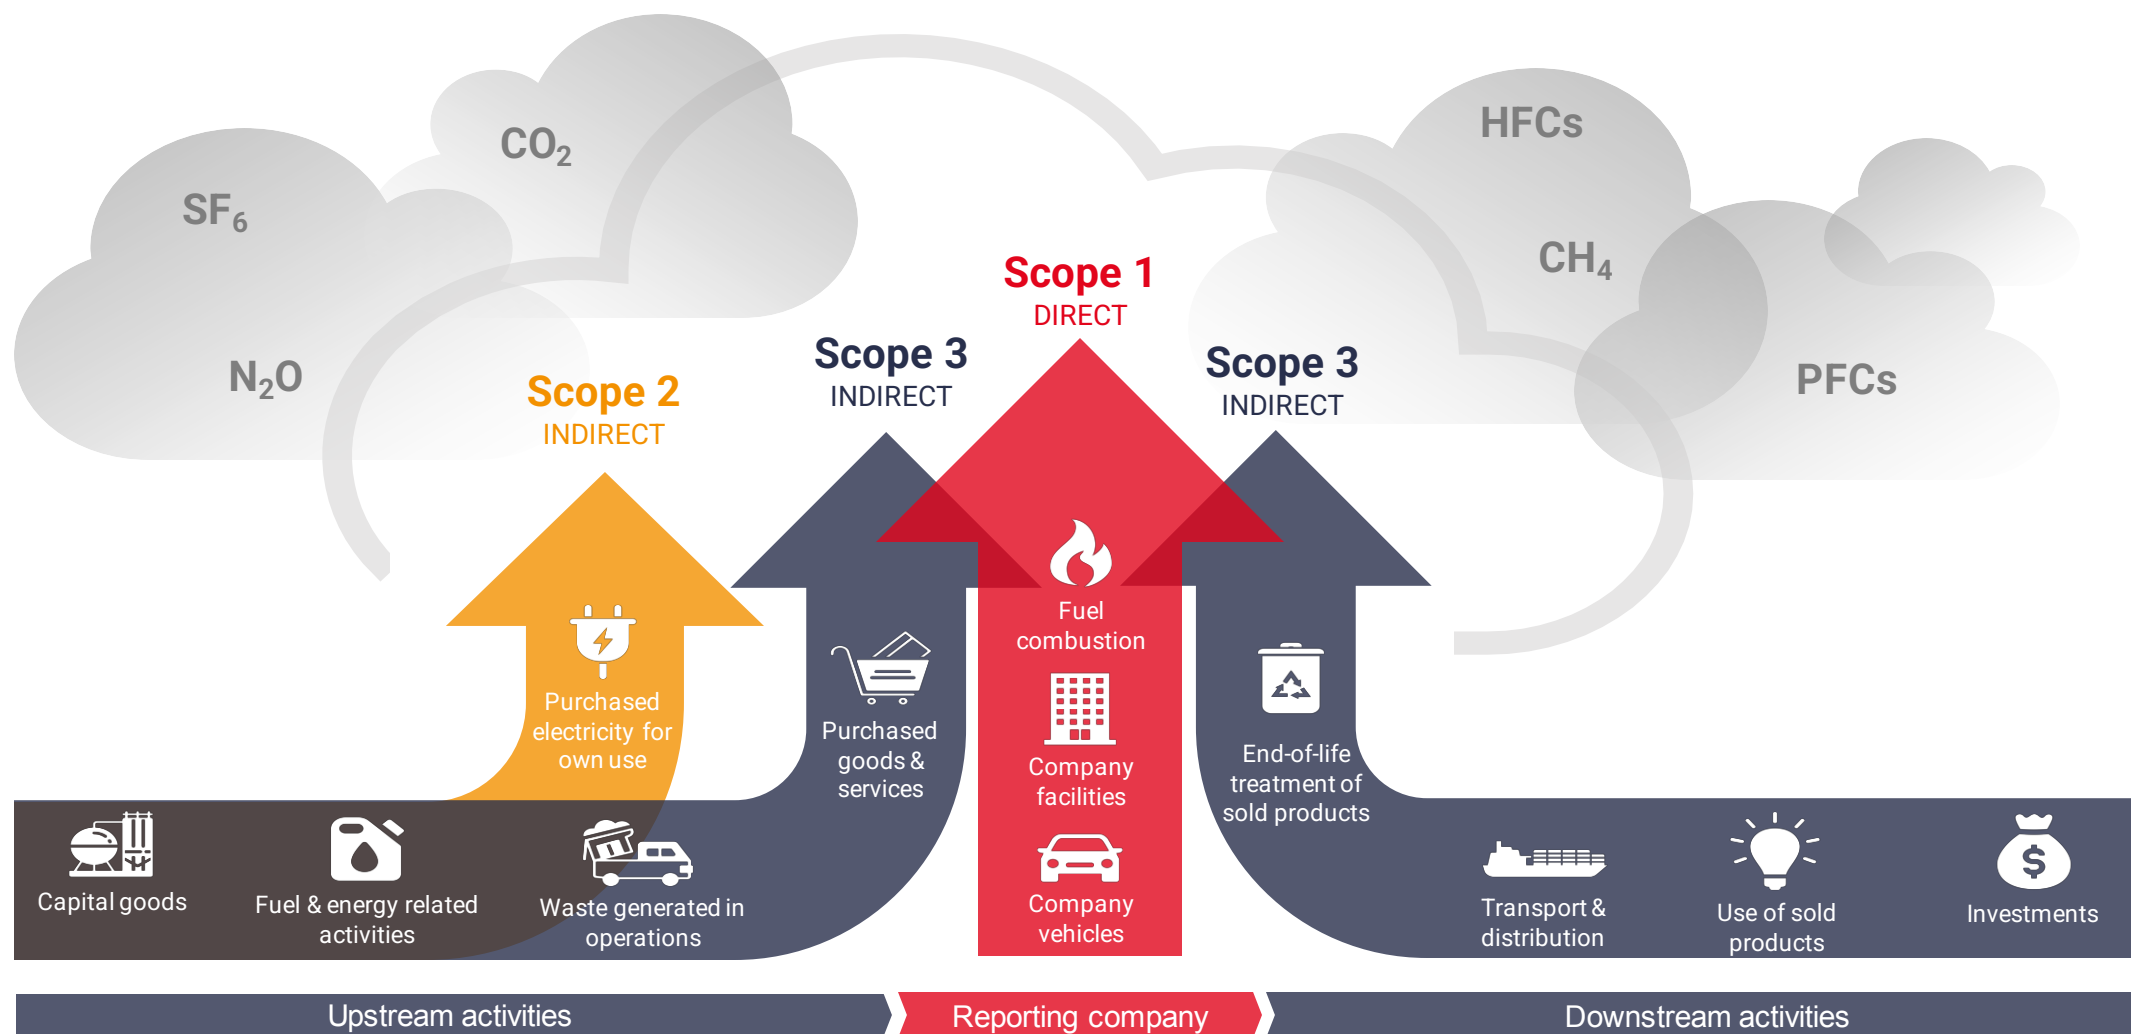 CO₂
SF₆
N₂O
HFCs
CH₄
PFCs
Scope 2
INDIRECT
Scope 3
INDIRECT
Scope 1
DIRECT
Scope 3
INDIRECT
Purchased
electricity for
own use
Purchased
goods &
services
Fuel
combustion
Company
facilities
Company
vehicles
End-of-life
treatment of
sold products
Capital goods
Fuel & energy related
activities
Waste generated in
operations
Transport &
distribution
Use of sold
products
$
Investments
Upstream activities
Reporting company
Downstream activities